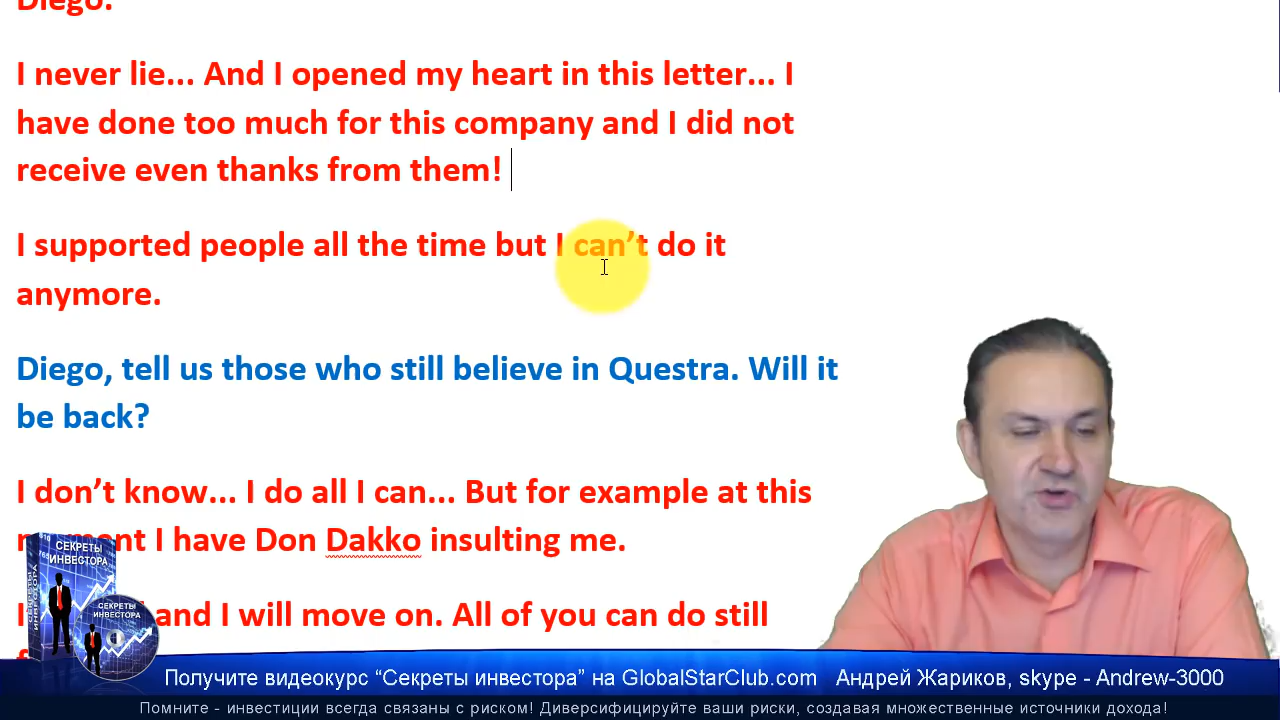 Diego.
I never lie... And I opened my heart in this letter... I
have done too much for this company and I did not
receive even thanks from them!
I supported people all the time but I can’t do it
anymore.
Diego, tell us those who still believe in Questra. Will it
be back?
I don’t know... I do all I can... But for example at this
I have Don Dakko insulting me.
I and I will move on. All of you can do still
СЕКРЕТЫ
ИНВЕСТОРА
СЕКРЕТЫ
ИНВЕСТОРА
Получите видеокурс “Секреты инвестора” на GlobalStarClub.com Андрей Жариков, skype - Andrew-3000
Помните - инвестиции всегда связаны с риском! Диверсифицируйте ваши риски, создавая множественные источники дохода!